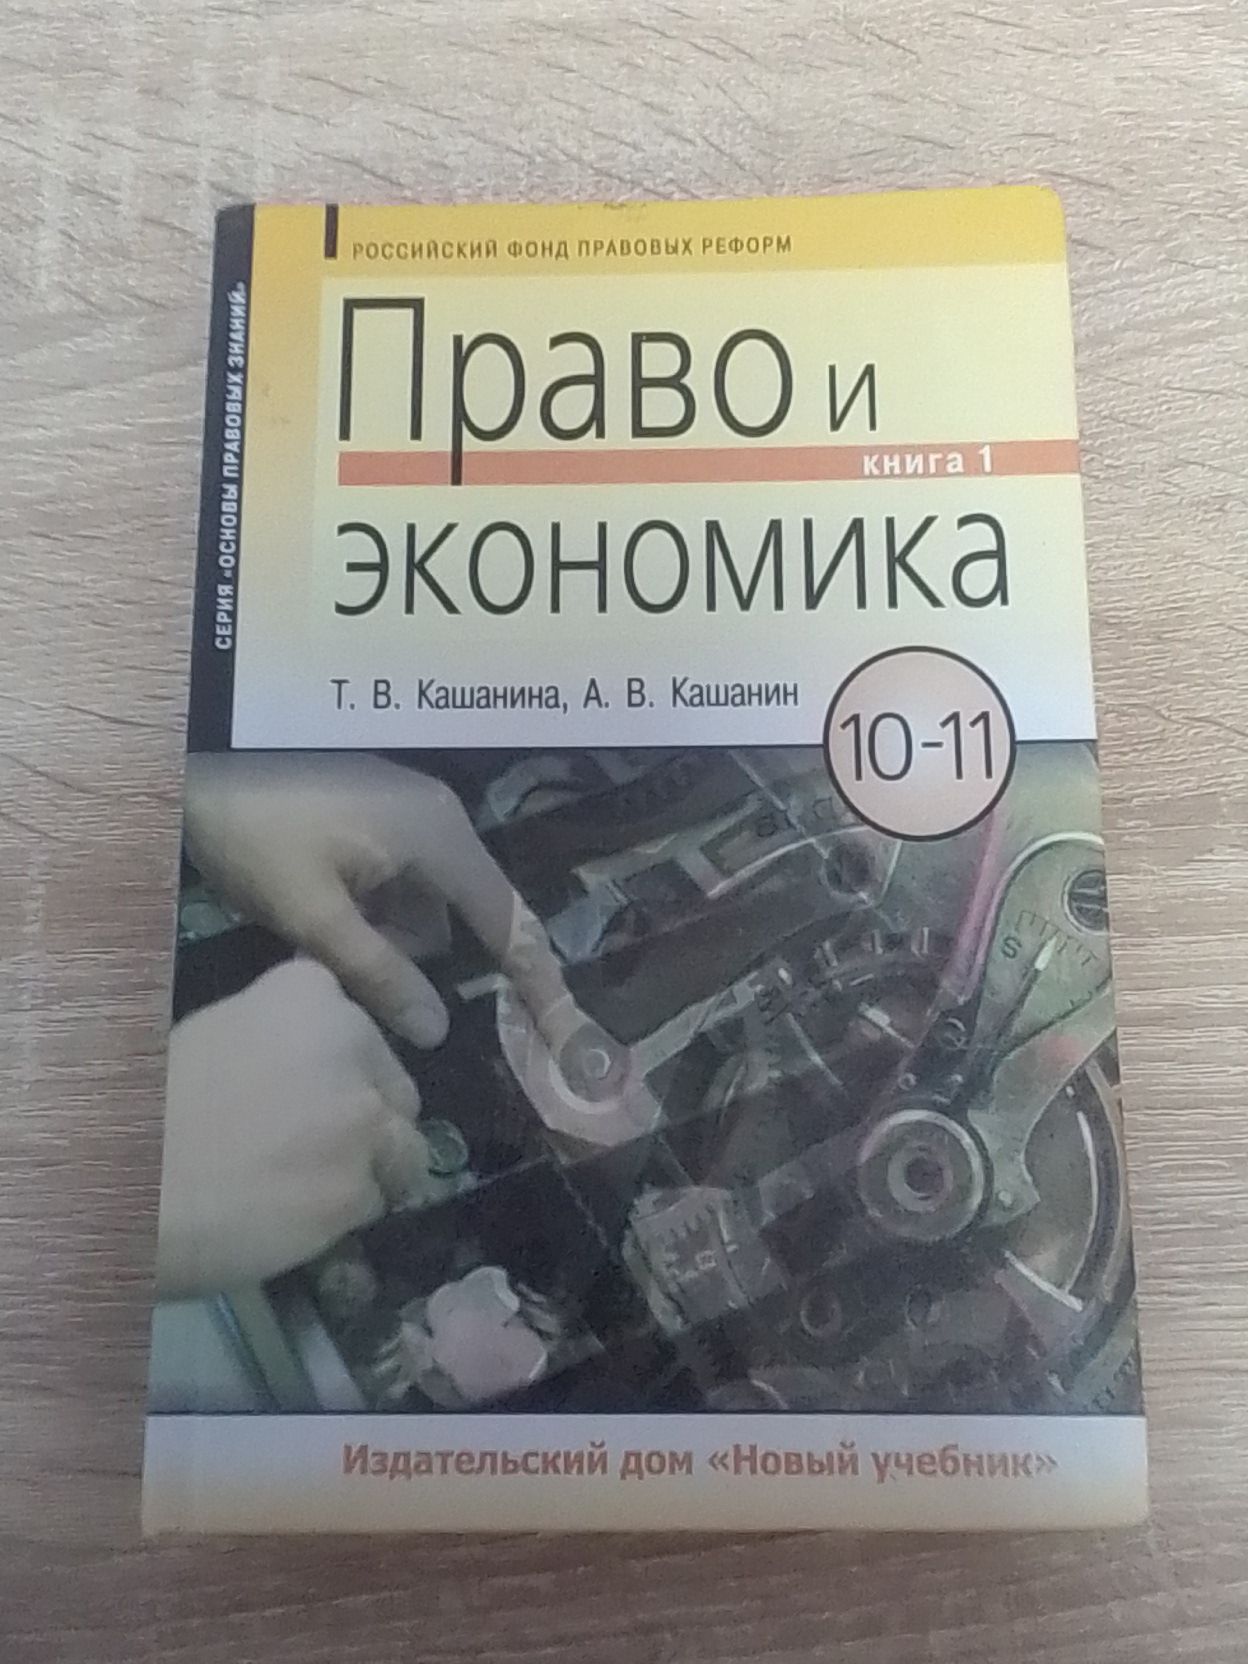 РОССИЙСКИЙ ФОНД ПРАВОВЫХ РЕФОРМ
СЕРИЯ «ОСНОВЫ ПРАВОВЫХ ЗНАНИЙ»
Право и
книга 1
экономика
Т. В. Кашанина, А. В. Кашанин
10-11
Издательский дом «Новый учебник»